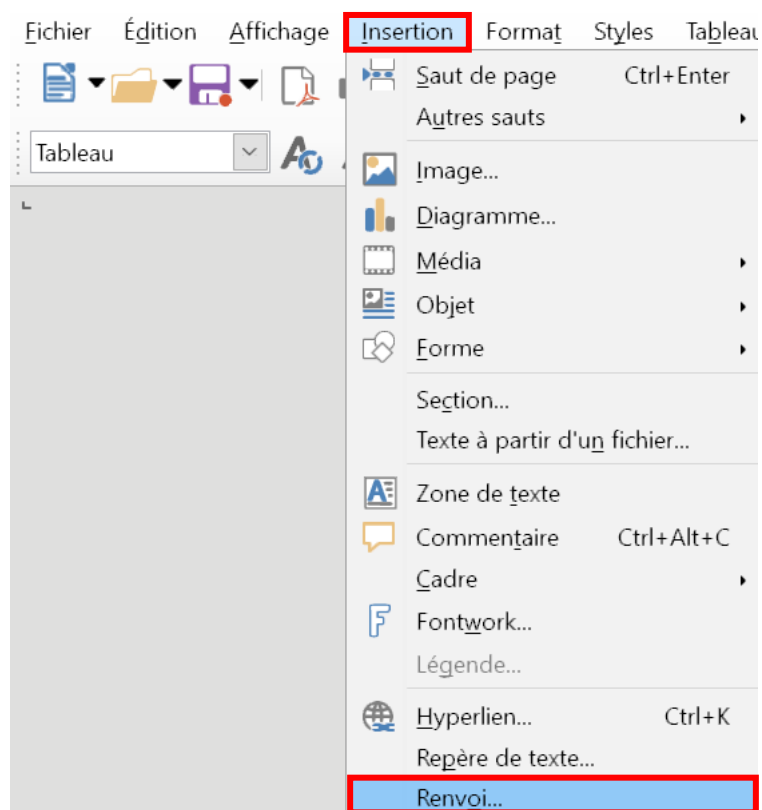 Fichier Édition Affichage Insertion Format Styles Tableau
Saut de page Ctrl+Enter
Autres sauts
Tableau
Image...
Diagramme...
Média
Objet
Forme
Section...
Texte à partir d'un fichier...
Zone de texte
Commentaire Ctrl+Alt+C
Cadre
Fontwork...
Légende...
Hyperlien... Ctrl+K
Repère de texte...
Renvoi...